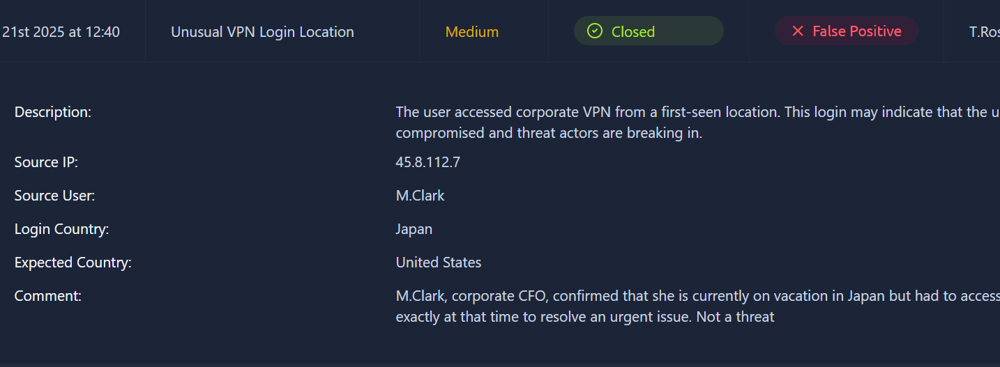 21st 2025 at 12:40 Unusual VPN Login Location Medium Closed False Positive
Description: The user accessed corporate VPN from a first-seen location. This login may indicate that the
compromised and threat actors are breaking in.
Source IP: 45.8.112.7
Source User: M.Clark
Login Country: Japan
Expected Country: United States
Comment: M.Clark, corporate CFO, confirmed that she is currently on vacation in Japan but had to access
exactly at that time to resolve an urgent issue. Not a threat